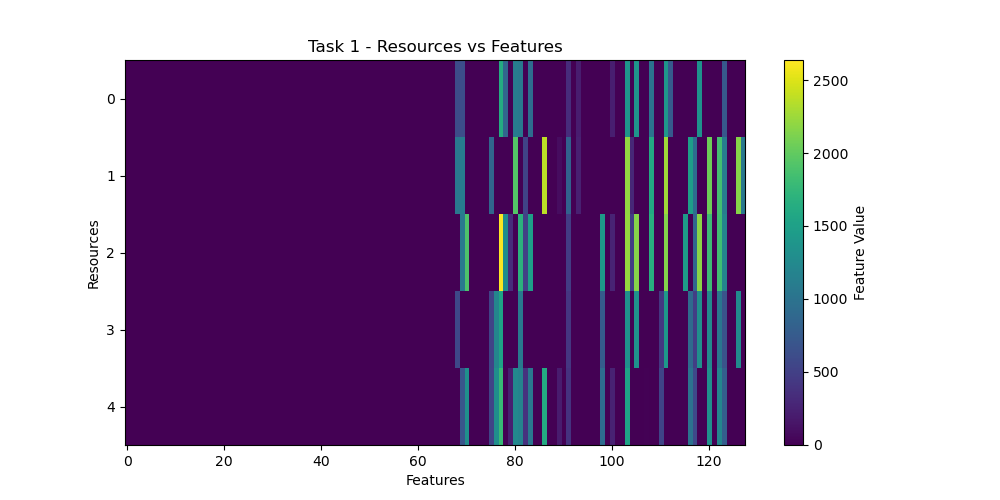 Task 1 - Resources vs Features
Resources
0
1
2
3
4
0 20 40 60 80 100 120
Features
2500
2000
1500
1000
500
0
Feature Value